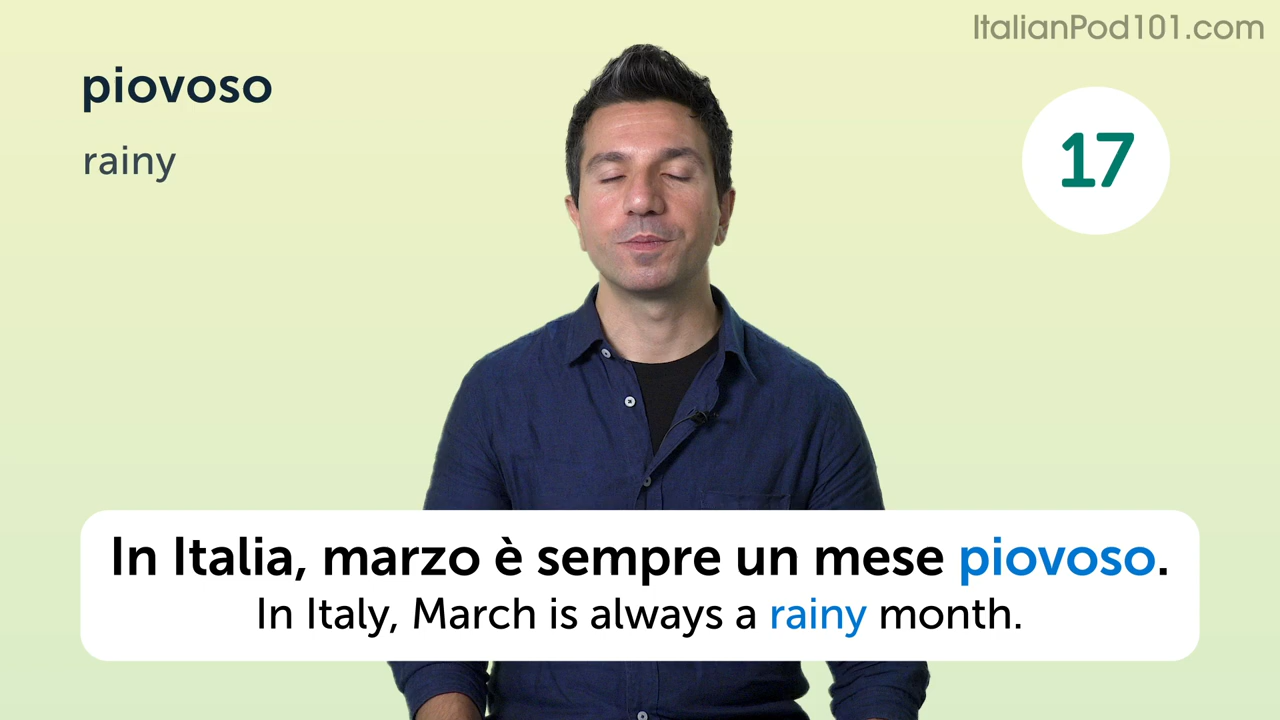 ItalianPod101.com
piovoso
rainy
17
In Italia, marzo è sempre un mese piovoso.
In Italy, March is always a rainy month.